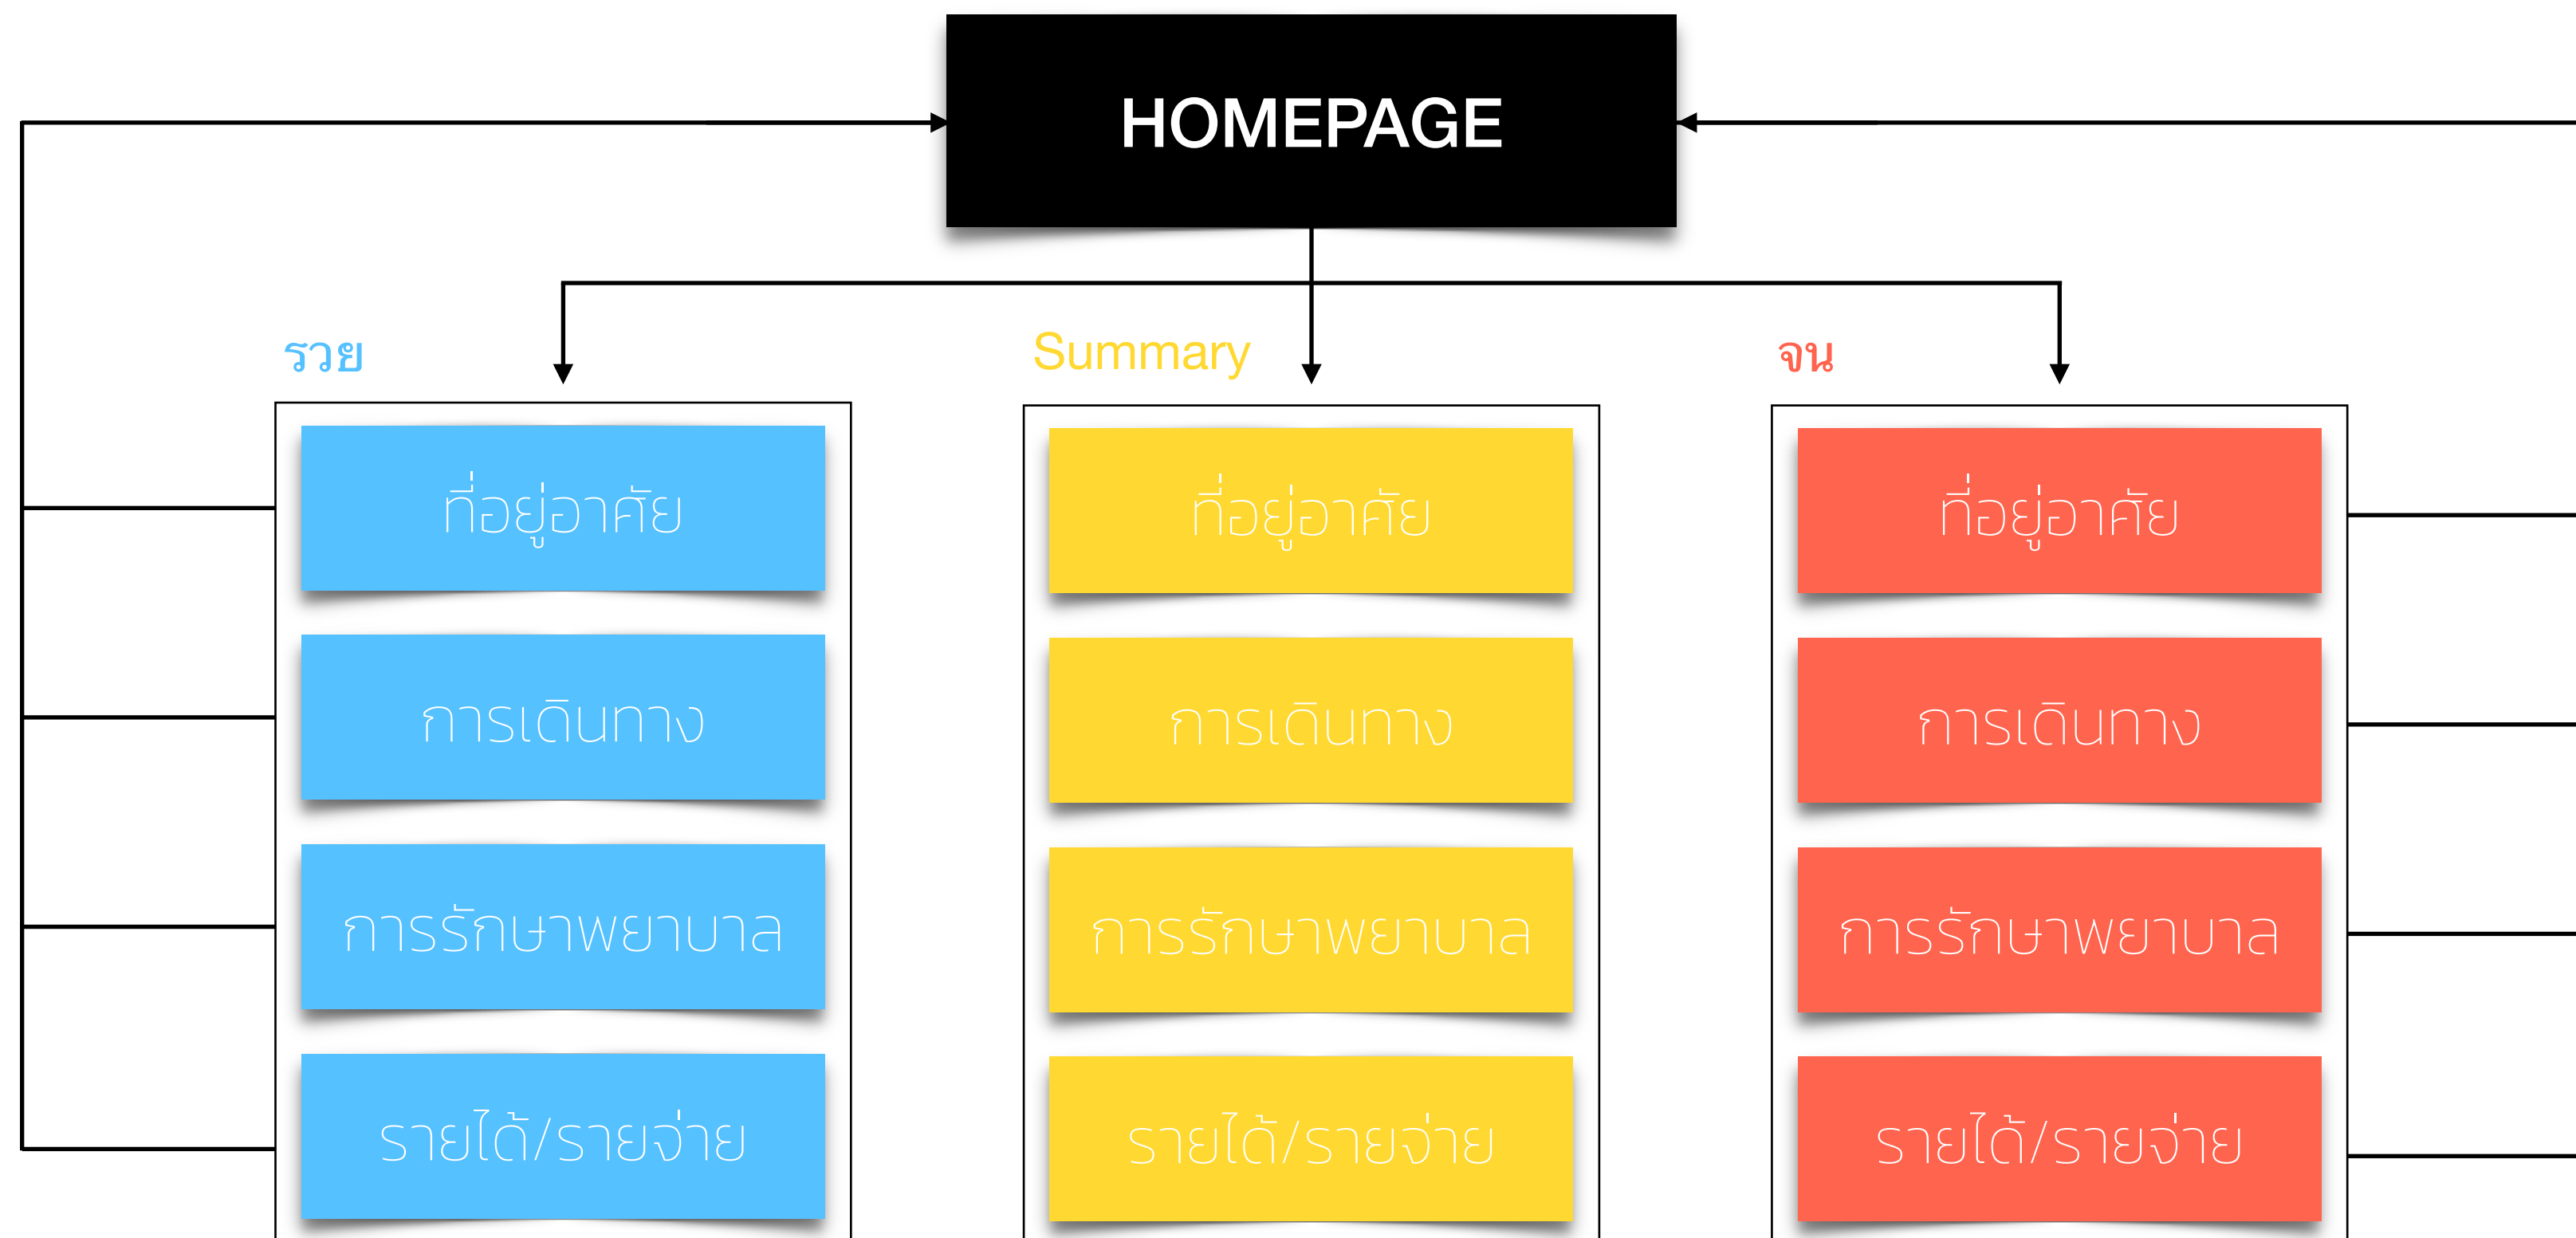 HOMEPAGE
รวย
Summary
จน
ที่อยู่อาศัย
ที่อยู่อาศัย
ที่อยู่อาศัย
การเดินทาง
การเดินทาง
การเดินทาง
การรักษาพยาบาล
การรักษาพยาบาล
การรักษาพยาบาล
รายได้/รายจ่าย
รายได้/รายจ่าย
รายได้/รายจ่าย